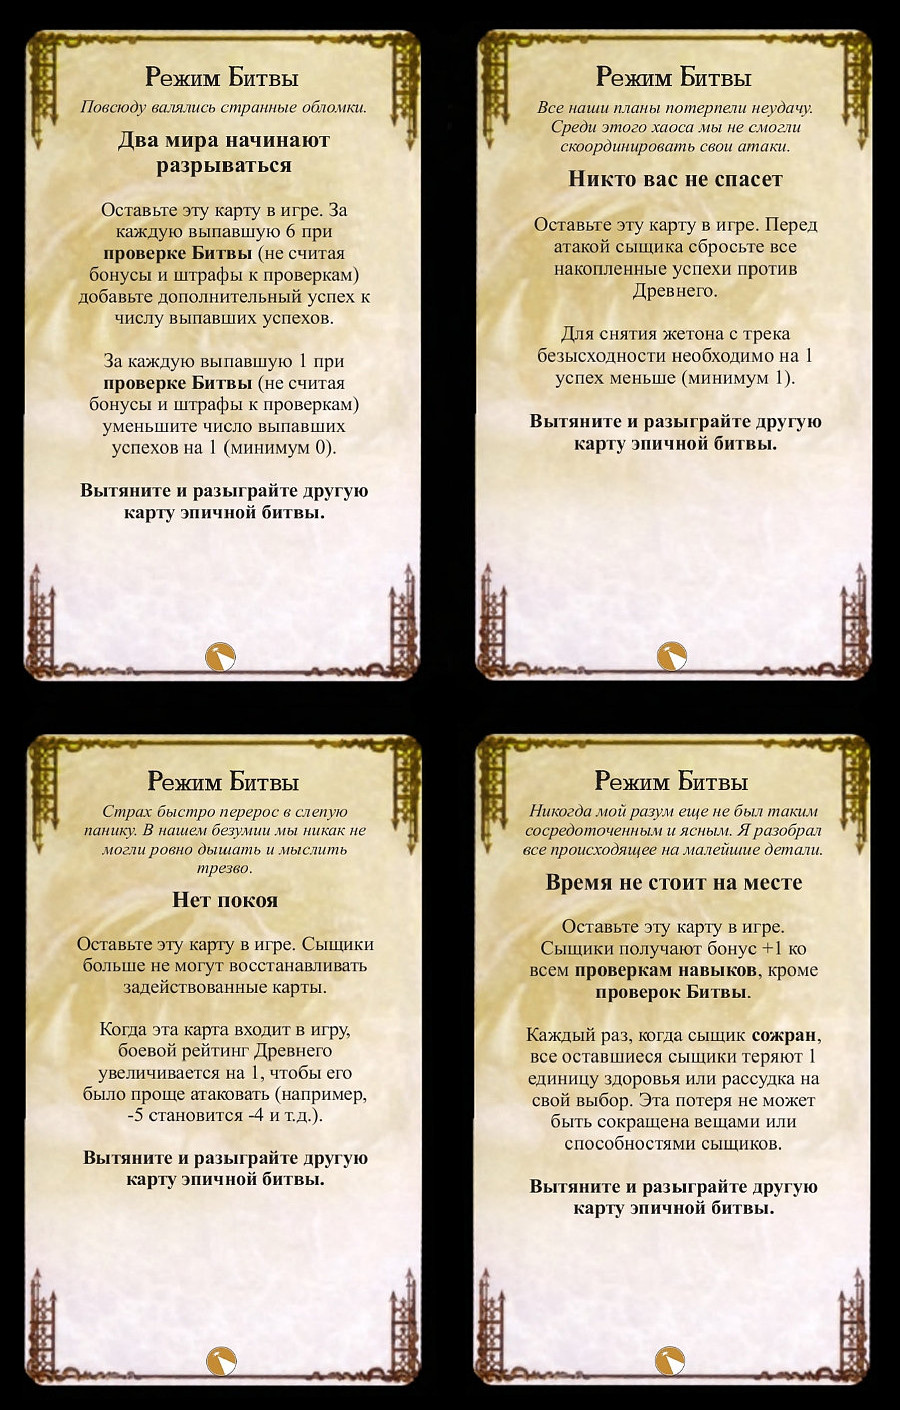 Режим Битвы
Повсюду валялись странные обломки.
Два мира начинают
разрываться
Оставьте эту карту в игре. За
каждую выпавшую 6 при
проверке Битвы (не считая
бонусы и штрафы к проверкам)
добавьте дополнительный успех к
числу выпавших успехов.
За каждую выпавшую 1 при
проверке Битвы (не считая
бонусы и штрафы к проверкам)
уменьшите число выпавших
успехов на 1 (минимум 0).
Вытяните и разыграйте другую
карту эпичной битвы.
Режим Битвы
Все наши планы потерпели неудачу.
Среди этого хаоса мы не смогли
скоординировать свои атаки.
Никто вас не спасет
Оставьте эту карту в игре. Перед
атакой сыщика сбросьте все
накопленные успехи против
Древнего.
Для снятия жетона с трека
безысходности необходимо на 1
успех меньше (минимум 1).
Вытяните и разыграйте другую
карту эпичной битвы.
Режим Битвы
Страх быстро перерос в слепую
панику. В нашем безумии мы никак не
могли ровно дышать и мыслить
трезво.
Нет покоя
Оставьте эту карту в игре. Сыщики
больше не могут восстанавливать
задействованные карты.
Когда эта карта входит в игру,
боевой рейтинг Древнего
увеличивается на 1, чтобы его
было проще атаковать (например,
-5 становится -4 и т.д.).
Вытяните и разыграйте другую
карту эпичной битвы.
Режим Битвы
Никогда мой разум еще не был таким
сосредоточенным и ясным. Я разобрал
все происходящее на малейшие детали.
Время не стоит на месте
Оставьте эту карту в игре.
Сыщики получают бонус +1 ко
всем проверкам навыков, кроме
проверок Битвы.
Каждый раз, когда сыщик сожран,
все оставшиеся сыщики теряют 1
единицу здоровья или рассудка на
свой выбор. Эта потеря не может
быть сокращена вещами или
способностями сыщиков.
Вытяните и разыграйте другую
карту эпичной битвы.